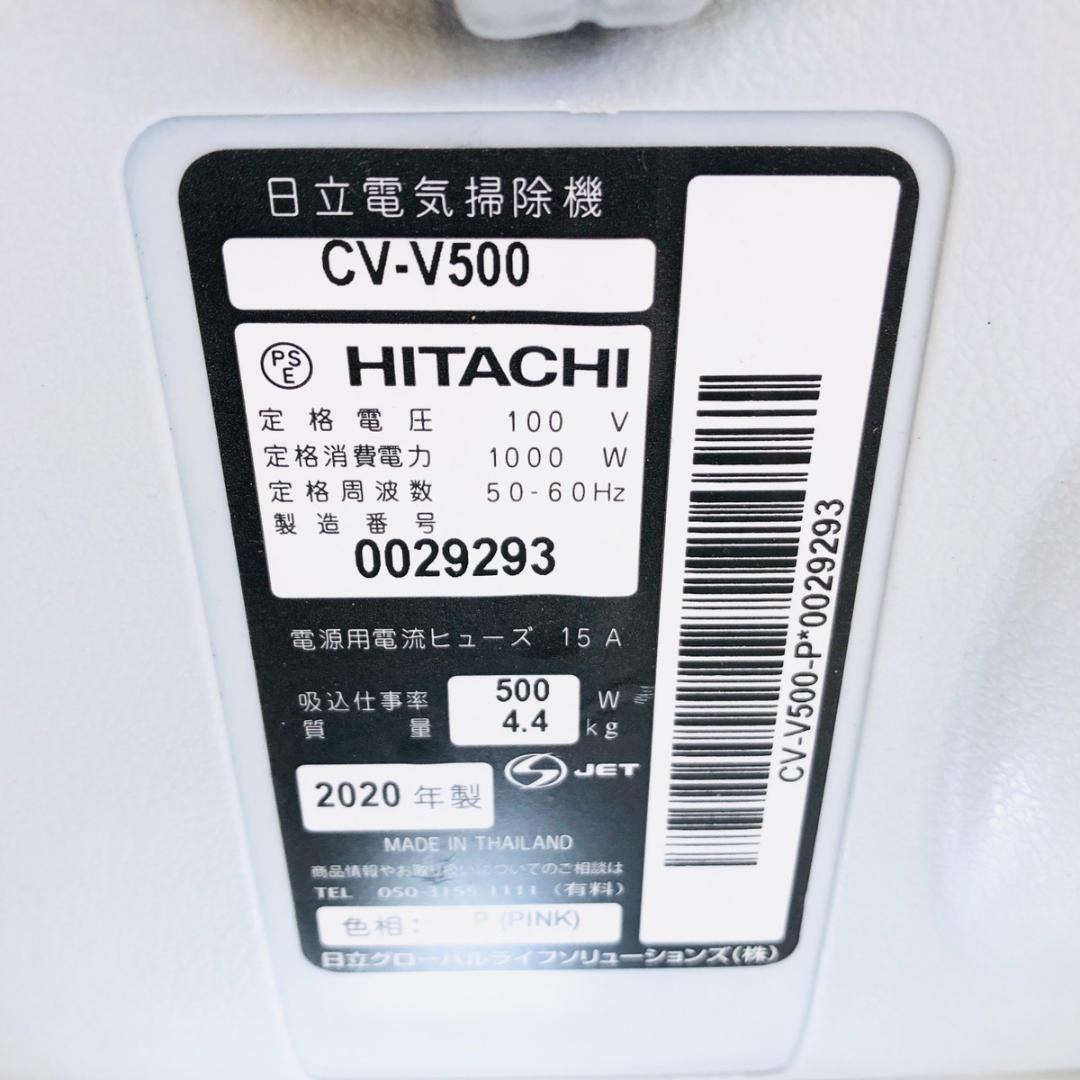 日立電気掃除機
CV-V500
PSE HITACHI
定格電圧 100 V
定格消費電力 1000 W
定格周波数 50-60Hz
製造番号
0029293
電源用電流ヒューズ 15 A
吸込仕事率 500 W
質量 4.4 kg
S JET
2020 年製
MADE IN THAILAND
商品情報やお取り扱いについてのご相談は
TEL 050-3155-1111 (有料)
色相: P (PINK)
日立グローバルライフソリューションズ(株)
CV-V500-P*0029293